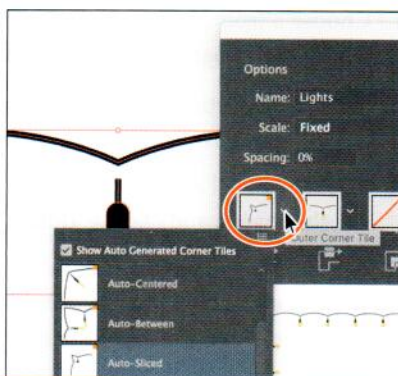 Options
Name: Lights
Scale: Fixed
Spacing: 0%
Outer Corner Tile
Show Auto Generated Corner Tiles
Auto-Centered
Auto-Between
Auto-Sliced